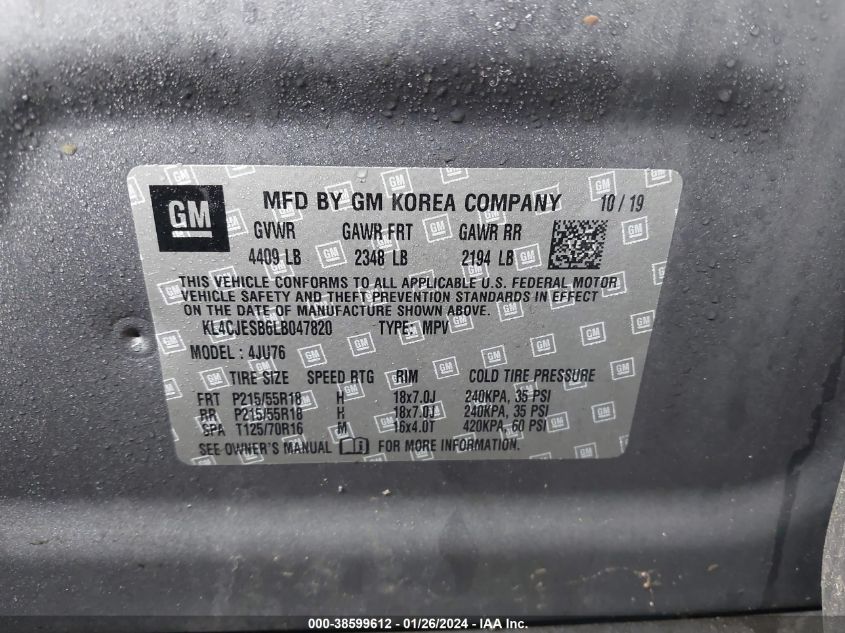 GM
MFD BY GM KOREA COMPANY 10 / 19
GVWR GAWR FRT GAWR RR
4409 LB 2348 LB 2194 LB
THIS VEHICLE CONFORMS TO ALL APPLICABLE U.S. FEDERAL MOTOR
VEHICLE SAFETY AND THEFT PREVENTION STANDARDS IN EFFECT
ON THE DATE OF MANUFACTURE SHOWN ABOVE.
KL4CJESB6LB047820 TYPE: MPV
MODEL : 4JU76
TIRE SIZE SPEED RTG RIM COLD TIRE PRESSURE
FRT P215/55R18 H 18x7.0J 240KPA, 35 PSI
RR P215/55R18 H 18x7.0J 240KPA, 35 PSI
SPA T125/70R16 M 16x4.0T 420KPA, 60 PSI
SEE OWNER'S MANUAL FOR MORE INFORMATION.
000-38599612 - 01/26/2024 - IAA Inc.